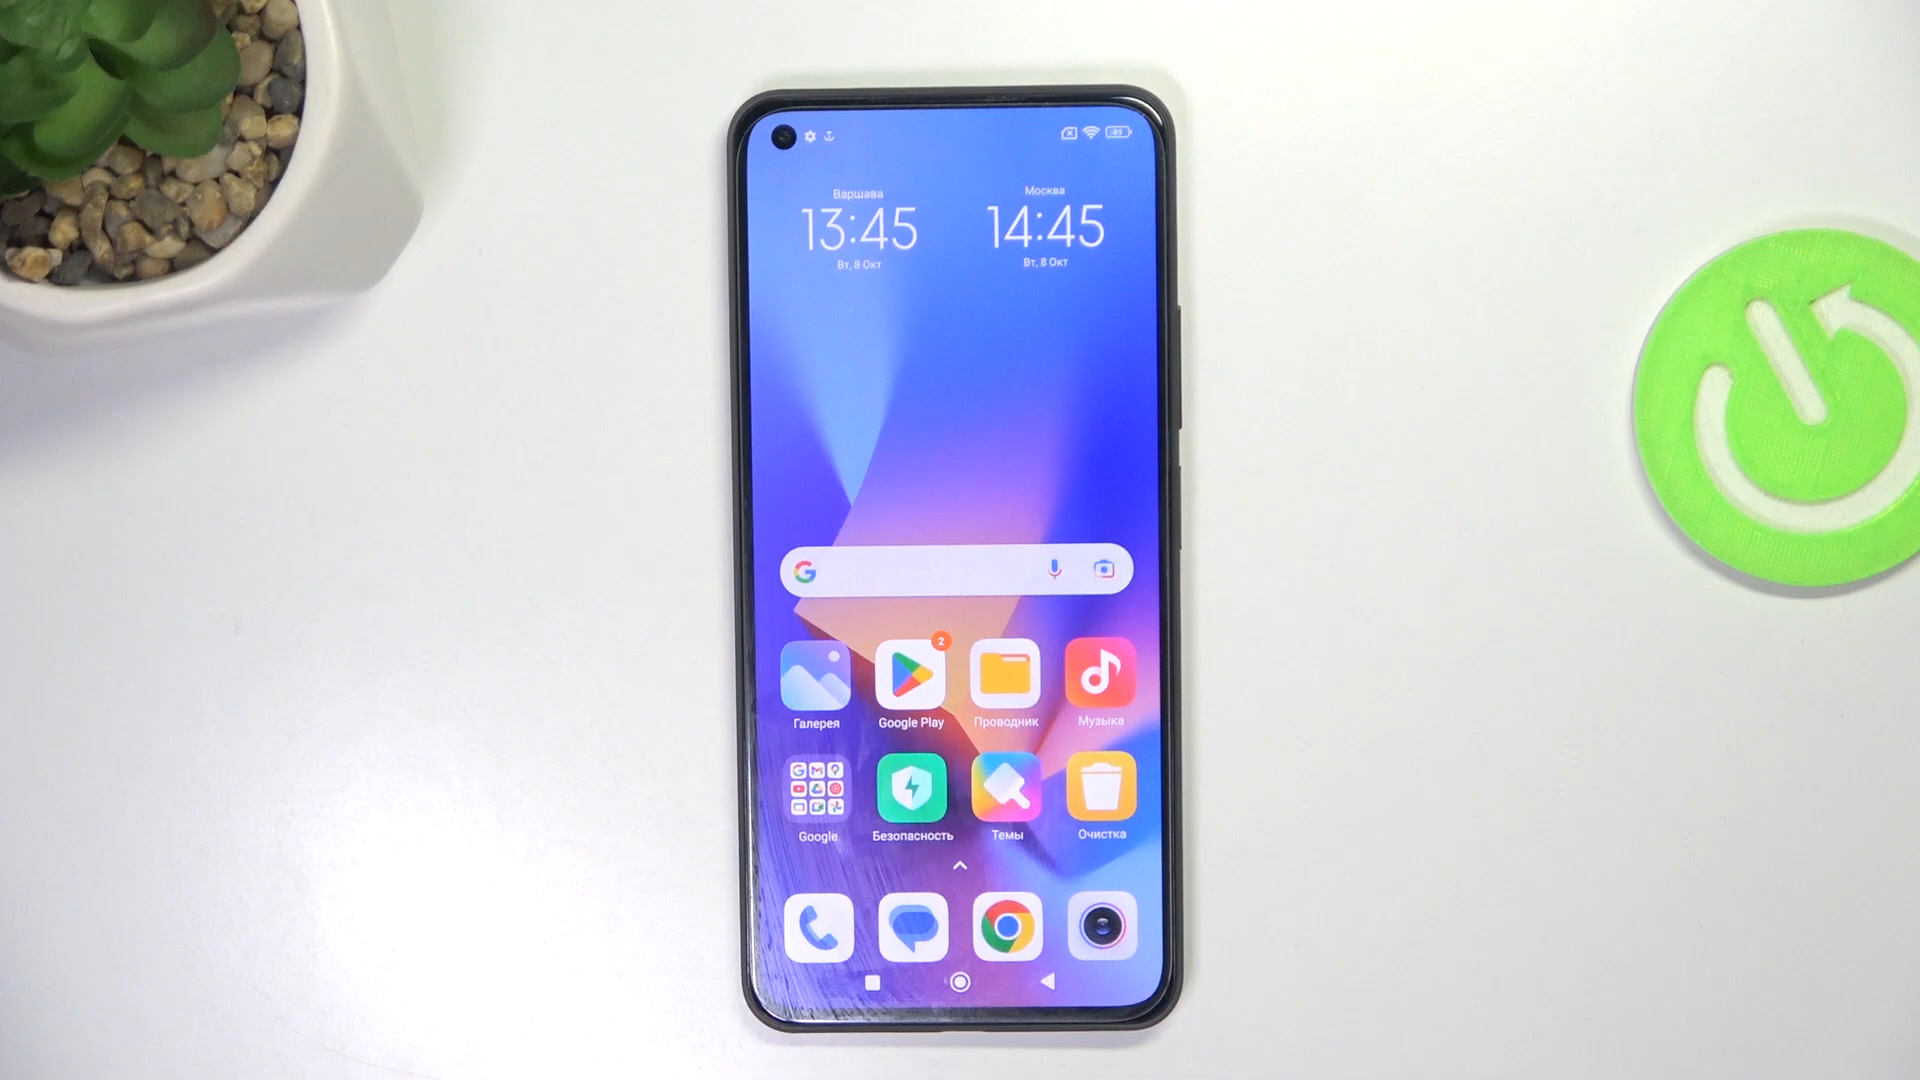 Варшава
13:45
Вт, 8 Окт
Москва
14:45
Вт, 8 Окт
2
Галерея
Google Play
Проводник
Музыка
Google
Безопасность
Темы
Очистка